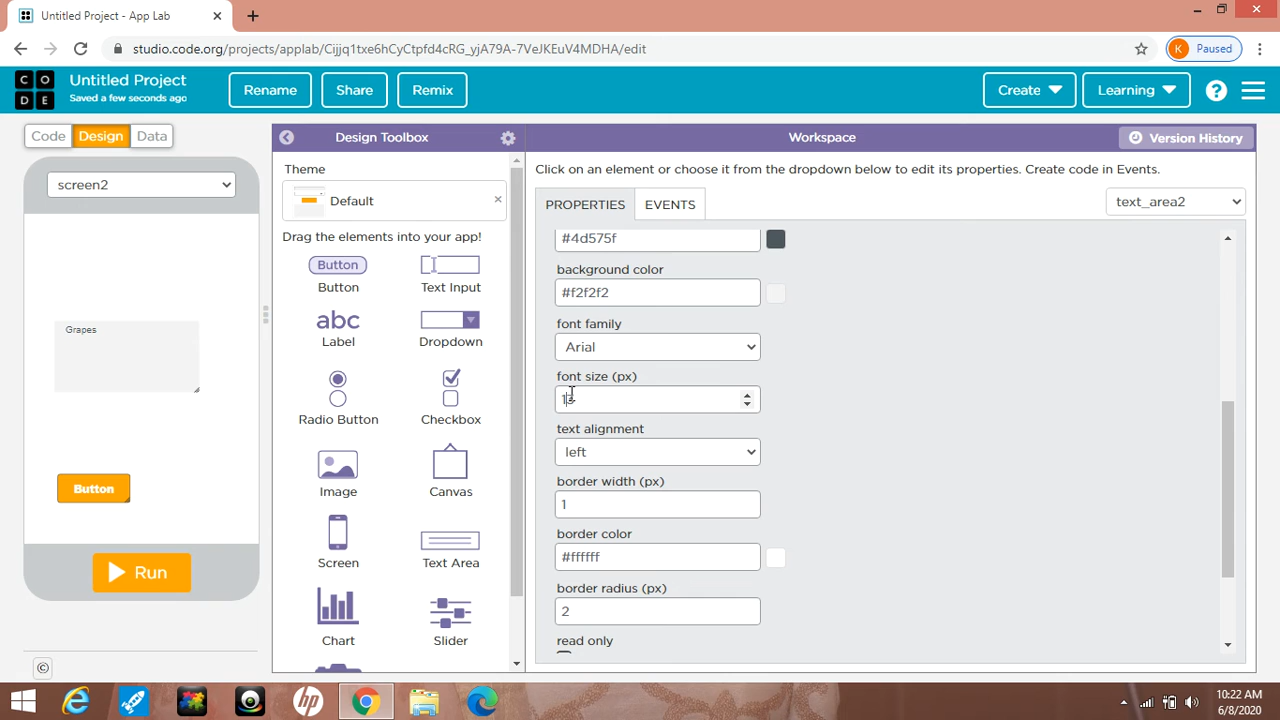 Untitled Project - App Lab
studio.code.org/projects/applab/Cijjq1txe6hCyCtpfd4cRG_yjA79A-7VeJKEuV4MDHA/edit
K Paused
CODE
Untitled Project
Saved a few seconds ago
Rename
Share
Remix
Create
Learning
?
Code
Design
Data
Design Toolbox
Workspace
Version History
screen2
Grapes
Button
Run
©
Theme
Default
Drag the elements into your app!
Button
Button
Text Input
abc
Label
Dropdown
Radio Button
Checkbox
Image
Canvas
Screen
Text Area
Chart
Slider
Click on an element or choose it from the dropdown below to edit its properties. Create code in Events.
PROPERTIES
EVENTS
text_area2
#4d575f
background color
#f2f2f2
font family
Arial
font size (px)
text alignment
left
border width (px)
1
border color
#ffffff
border radius (px)
2
read only
hp
10:22 AM
6/8/2020